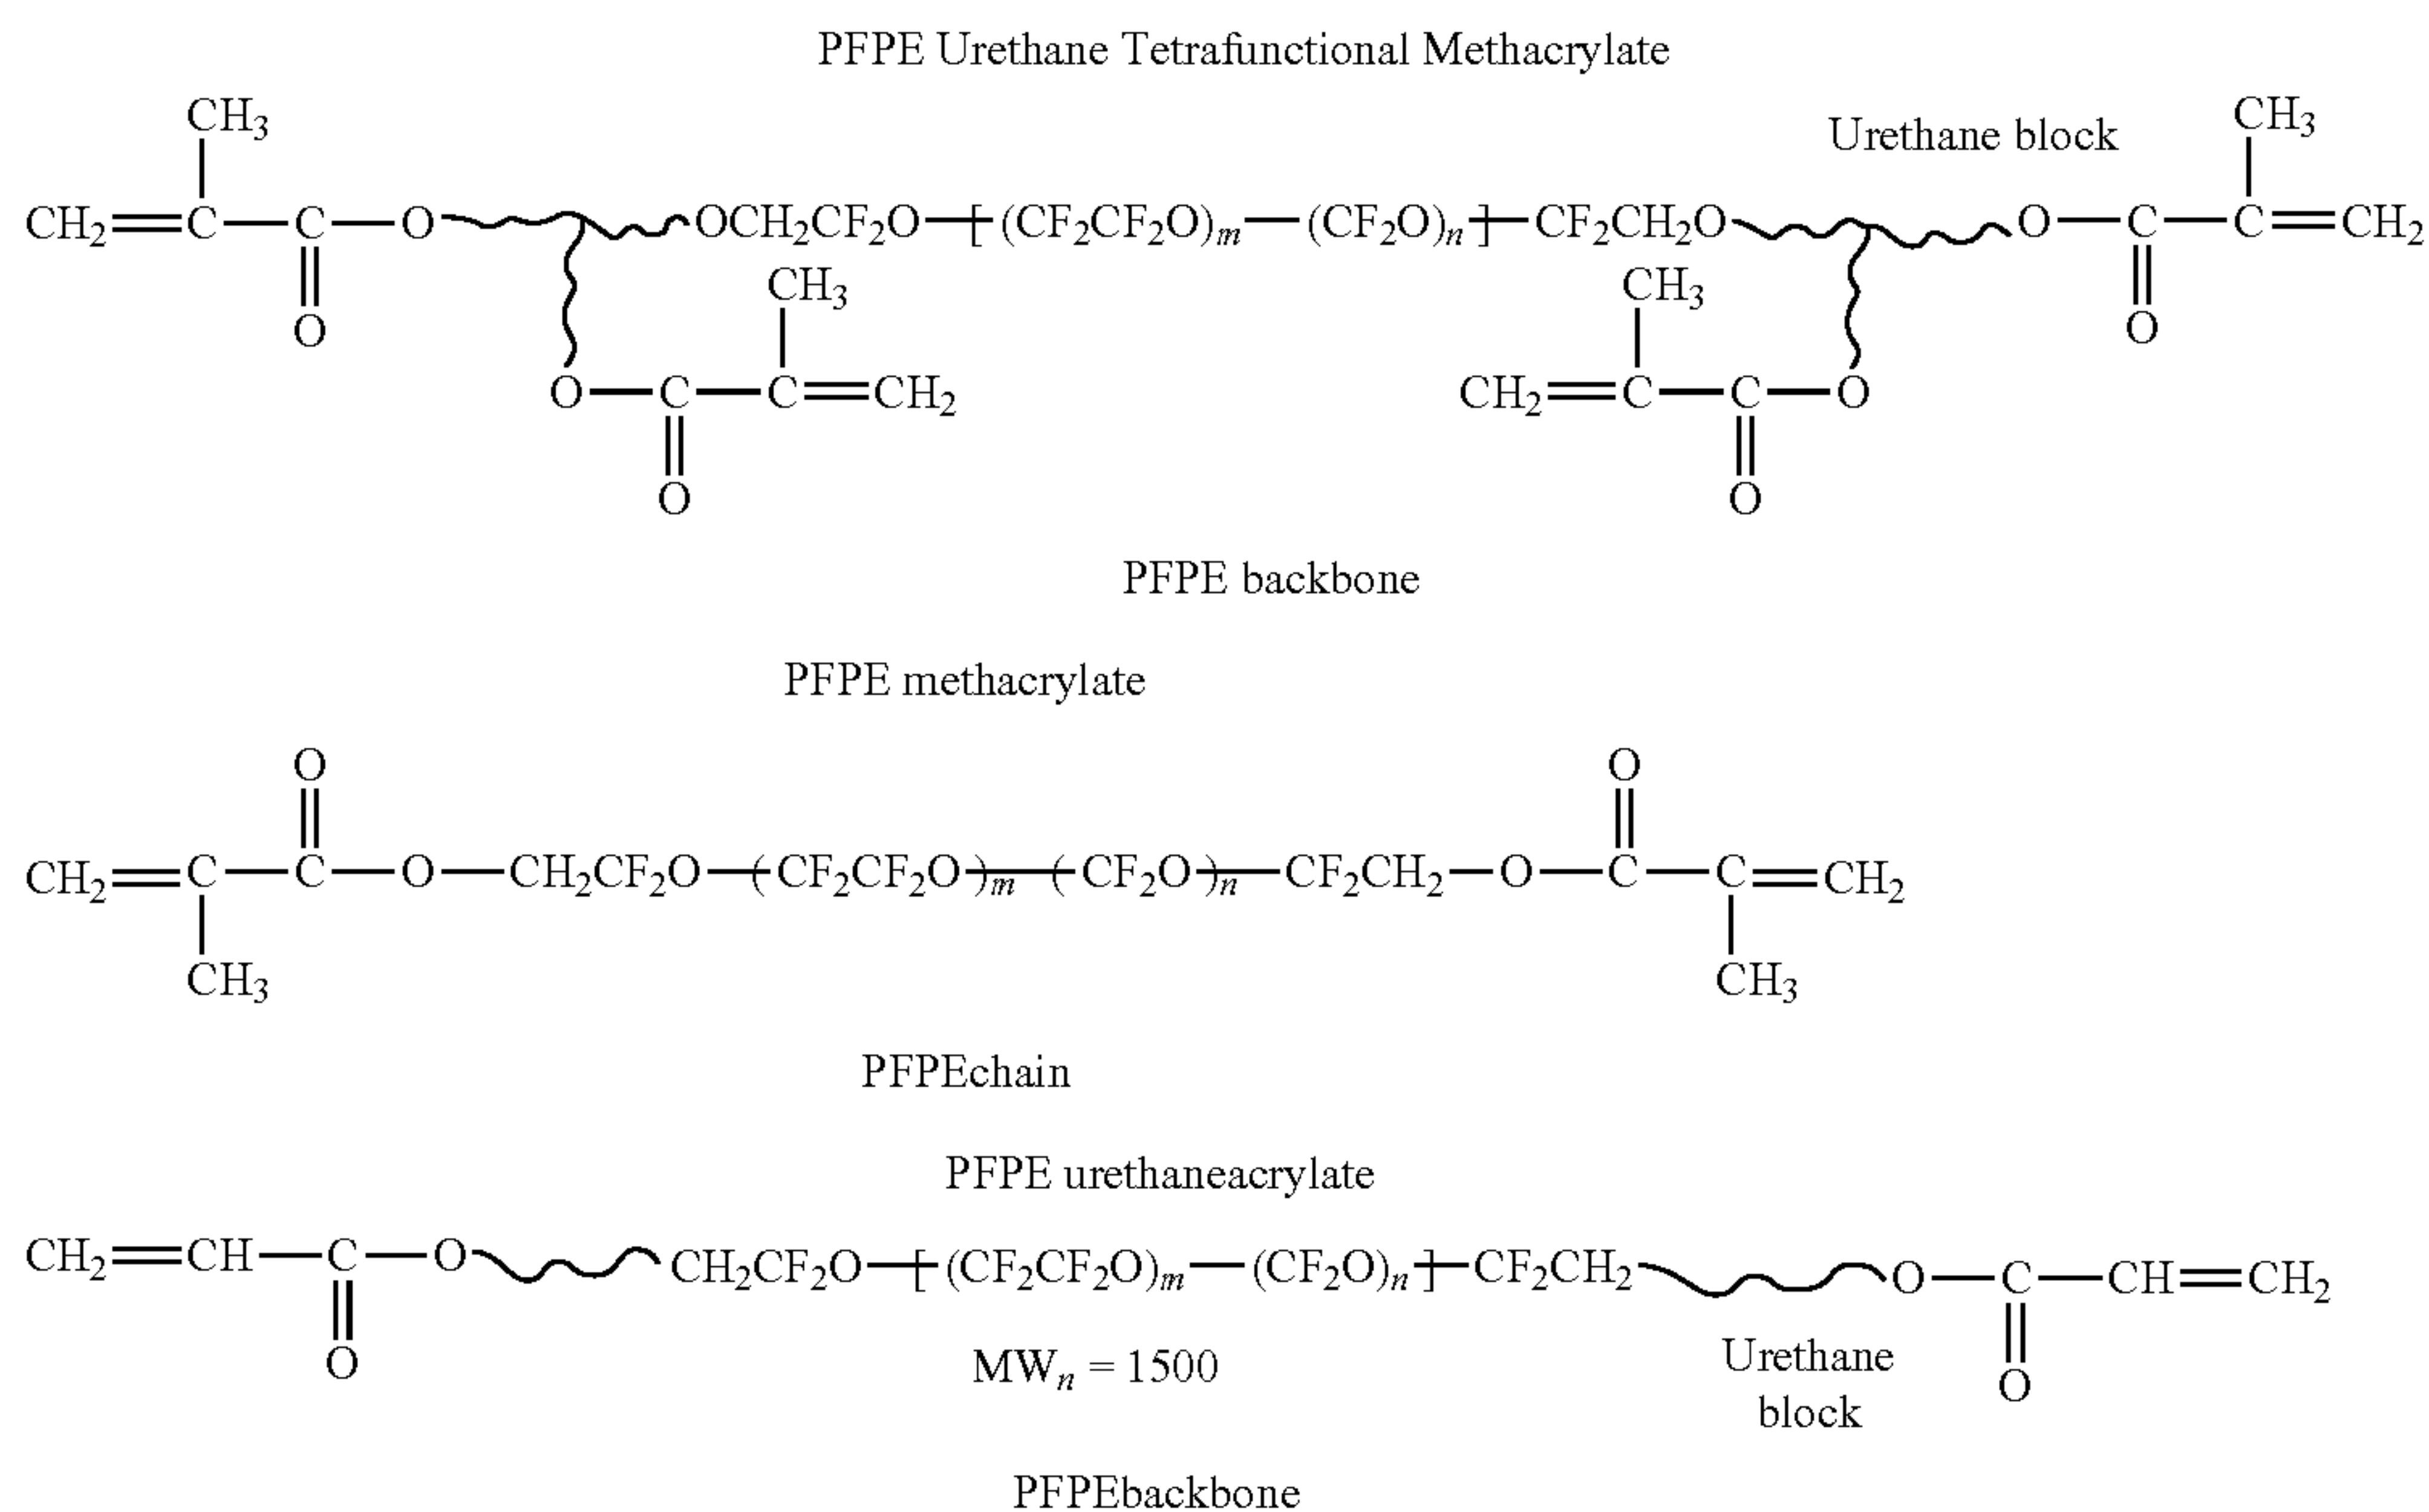 PFPE Urethane Tetrafunctional Methacrylate
CH3 CH3
Urethane block
CH2=C—C—O OCH2CF2O—[(CF2CF2O)m—(CF2O)n]—CF2CH2O O—C—C=CH2
CH3 CH3
O O
O—C—C=CH2 CH2=C—C—O
O O
PFPE backbone
PFPE methacrylate
O O
CH2=C—C—O—CH2CF2O—(CF2CF2O)m—(CF2O)n—CF2CH2—O—C—C=CH2
CH3 CH3
PFPEchain
PFPE urethaneacrylate
CH2=CH—C—O CH2CF2O—[(CF2CF2O)m—(CF2O)n]—CF2CH2 O—C—CH=CH2
O O
MWn = 1500
Urethane
block
PFPEbackbone